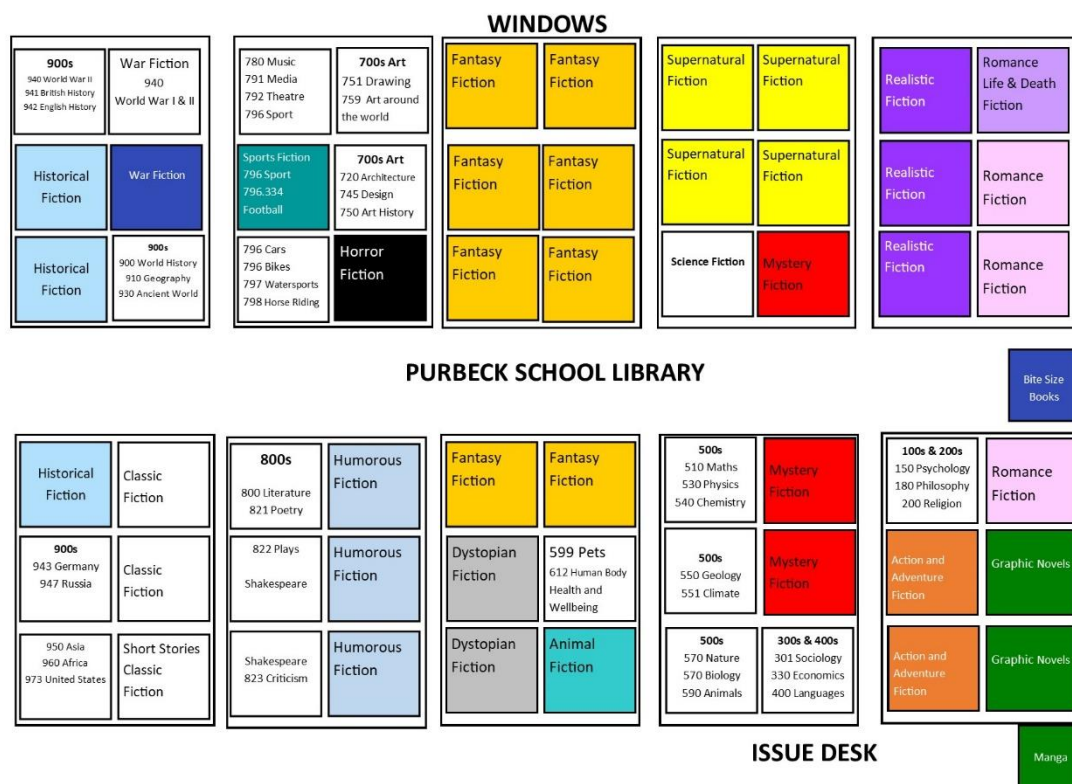 WINDOWS
900s
940 World War II
941 British History
942 English History
War Fiction
940
World War I & II
Historical
Fiction
War Fiction
Historical
Fiction
900s
900 World History
910 Geography
930 Ancient World
780 Music
791 Media
792 Theatre
796 Sport
700s Art
751 Drawing
759 Art around
the world
Sports Fiction
796 Sport
796.334
Football
700s Art
720 Architecture
745 Design
750 Art History
796 Cars
796 Bikes
797 Watersports
798 Horse Riding
Horror
Fiction
Fantasy
Fiction
Fantasy
Fiction
Fantasy
Fiction
Fantasy
Fiction
Fantasy
Fiction
Fantasy
Fiction
Supernatural
Fiction
Supernatural
Fiction
Supernatural
Fiction
Supernatural
Fiction
Science Fiction
Mystery
Fiction
Realistic
Fiction
Romance
Life & Death
Fiction
Realistic
Fiction
Romance
Fiction
Realistic
Fiction
Romance
Fiction
PURBECK SCHOOL LIBRARY
Bite Size
Books
Historical
Fiction
Classic
Fiction
900s
943 Germany
947 Russia
Classic
Fiction
950 Asia
960 Africa
973 United States
Short Stories
Classic
Fiction
800s
800 Literature
821 Poetry
Humorous
Fiction
822 Plays
Shakespeare
Humorous
Fiction
Shakespeare
823 Criticism
Humorous
Fiction
Fantasy
Fiction
Fantasy
Fiction
Dystopian
Fiction
599 Pets
612 Human Body
Health and
Wellbeing
Dystopian
Fiction
Animal
Fiction
500s
510 Maths
530 Physics
540 Chemistry
Mystery
Fiction
500s
550 Geology
551 Climate
Mystery
Fiction
500s
570 Nature
570 Biology
590 Animals
300s & 400s
301 Sociology
330 Economics
400 Languages
100s & 200s
150 Psychology
180 Philosophy
200 Religion
Romance
Fiction
Action and
Adventure
Fiction
Graphic Novels
Action and
Adventure
Fiction
Graphic Novels
ISSUE DESK
Manga